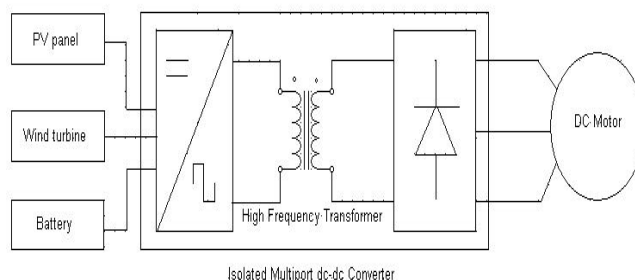 PV panel
Wind turbine
Battery
High Frequency Transformer
DC Motor
Isolated Multiport dc-dc Converter